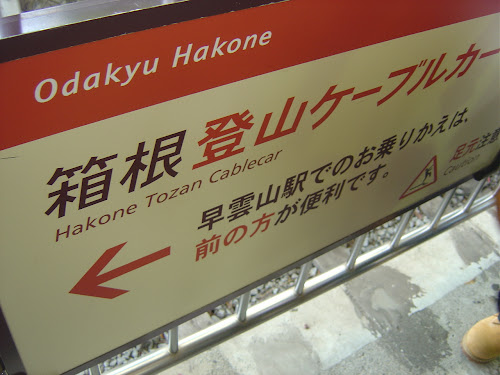 Odakyu Hakone
箱根登山ケーブルカー
Hakone Tozan Cablecar
早雲山駅でのお乗りかえは、
前の方が便利です。
足元注意
Caution